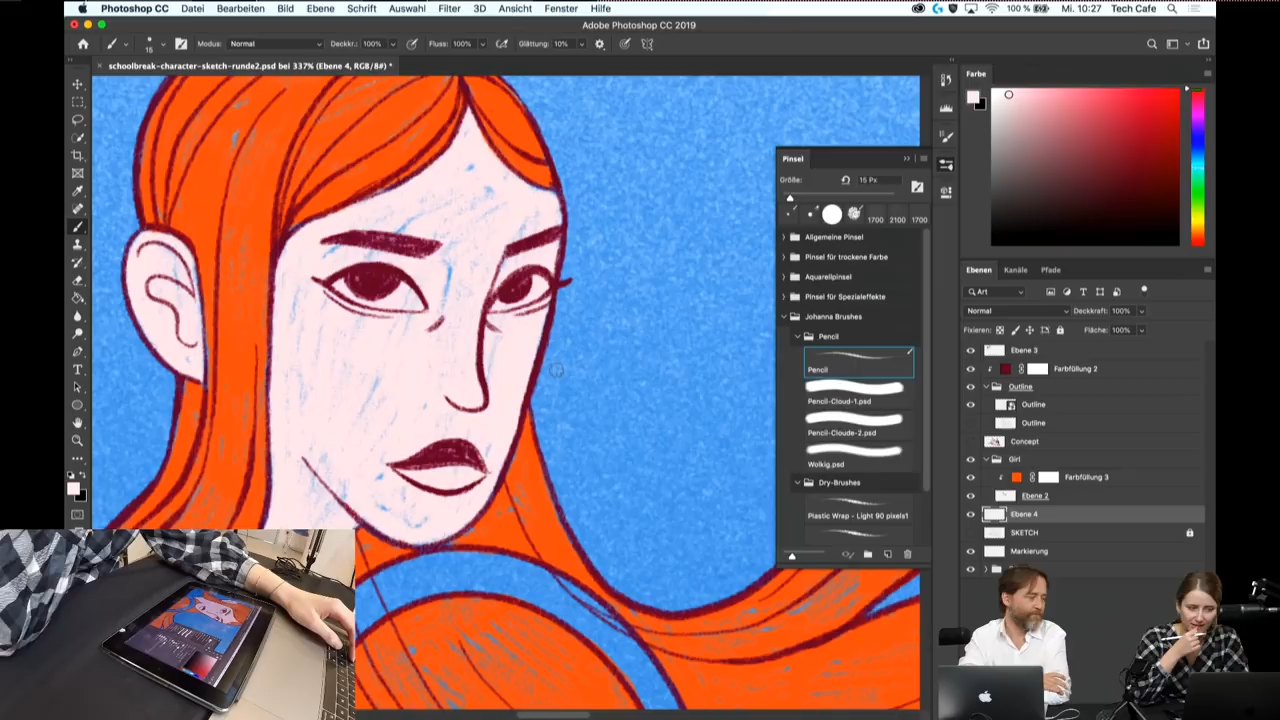 Photoshop CC Datei Bearbeiten Bild Ebene Schrift Auswahl Filter 3D Ansicht Fenster Hilfe 100 % Mi. 10:27 Tech Cafe
Adobe Photoshop CC 2019
15 Modus: Normal Deckkr.: 100% Fluss: 100% Glättung: 10%
× schoolbreak-character-sketch-runde2.psd bei 337% (Ebene 4, RGB/8#) *
Farbe
Pinsel
Größe: 15 Px
1700 2100 1700
Allgemeine Pinsel
Pinsel für trockene Farbe
Aquarellpinsel
Pinsel für Spezialeffekte
Johanna Brushes
Pencil
Pencil
Pencil-Cloud-1.psd
Pencil-Cloude-2.psd
Wolkig.psd
Dry-Brushes
Plastic Wrap - Light 90 pixels1
Ebenen Kanäle Pfade
Art
Normal Deckkraft: 100%
Fixieren: Fläche: 100%
Ebene 3
Farbfüllung 2
Outline
Outline
Outline
Concept
Girl
Farbfüllung 3
Ebene 2
Ebene 4
SKETCH
Markierung